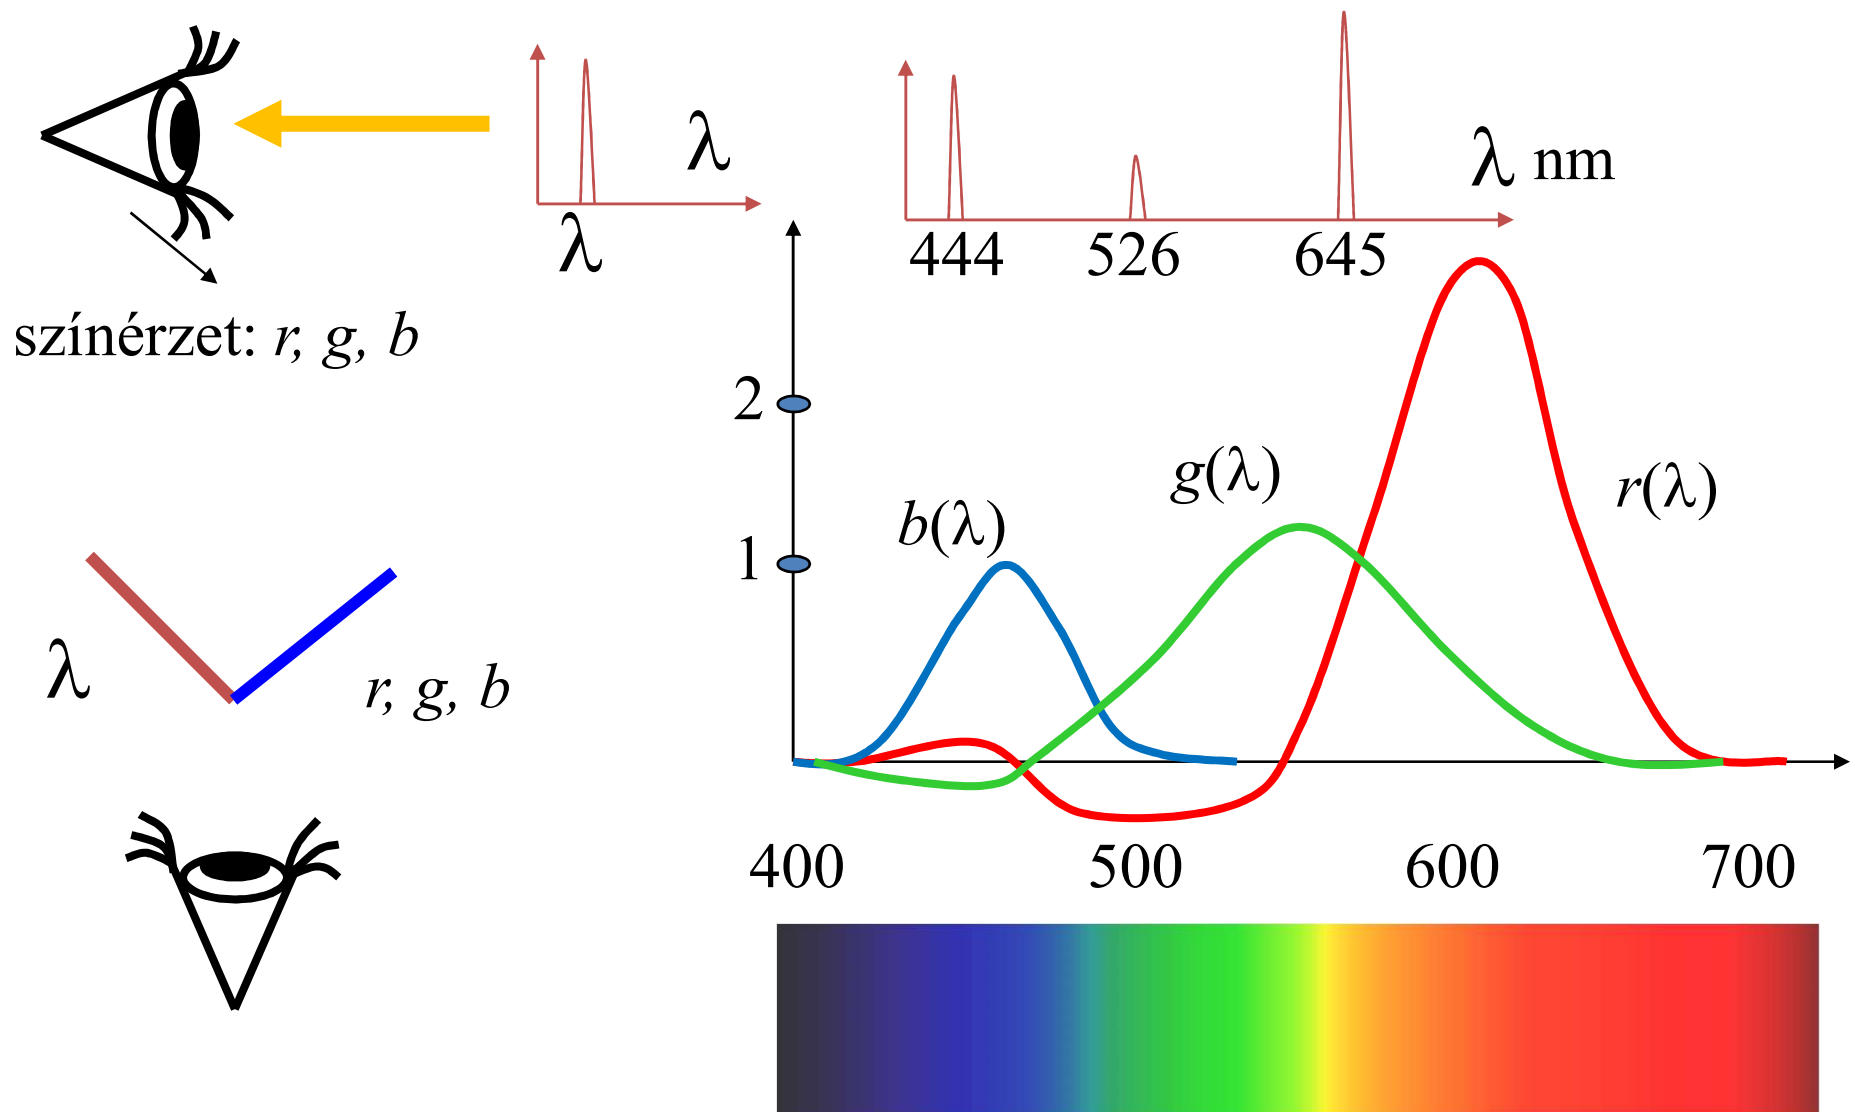 λ
λ
λ nm
444 526 645
színérzet: r, g, b
2
1
b(λ)
g(λ)
r(λ)
λ
r, g, b
400 500 600 700